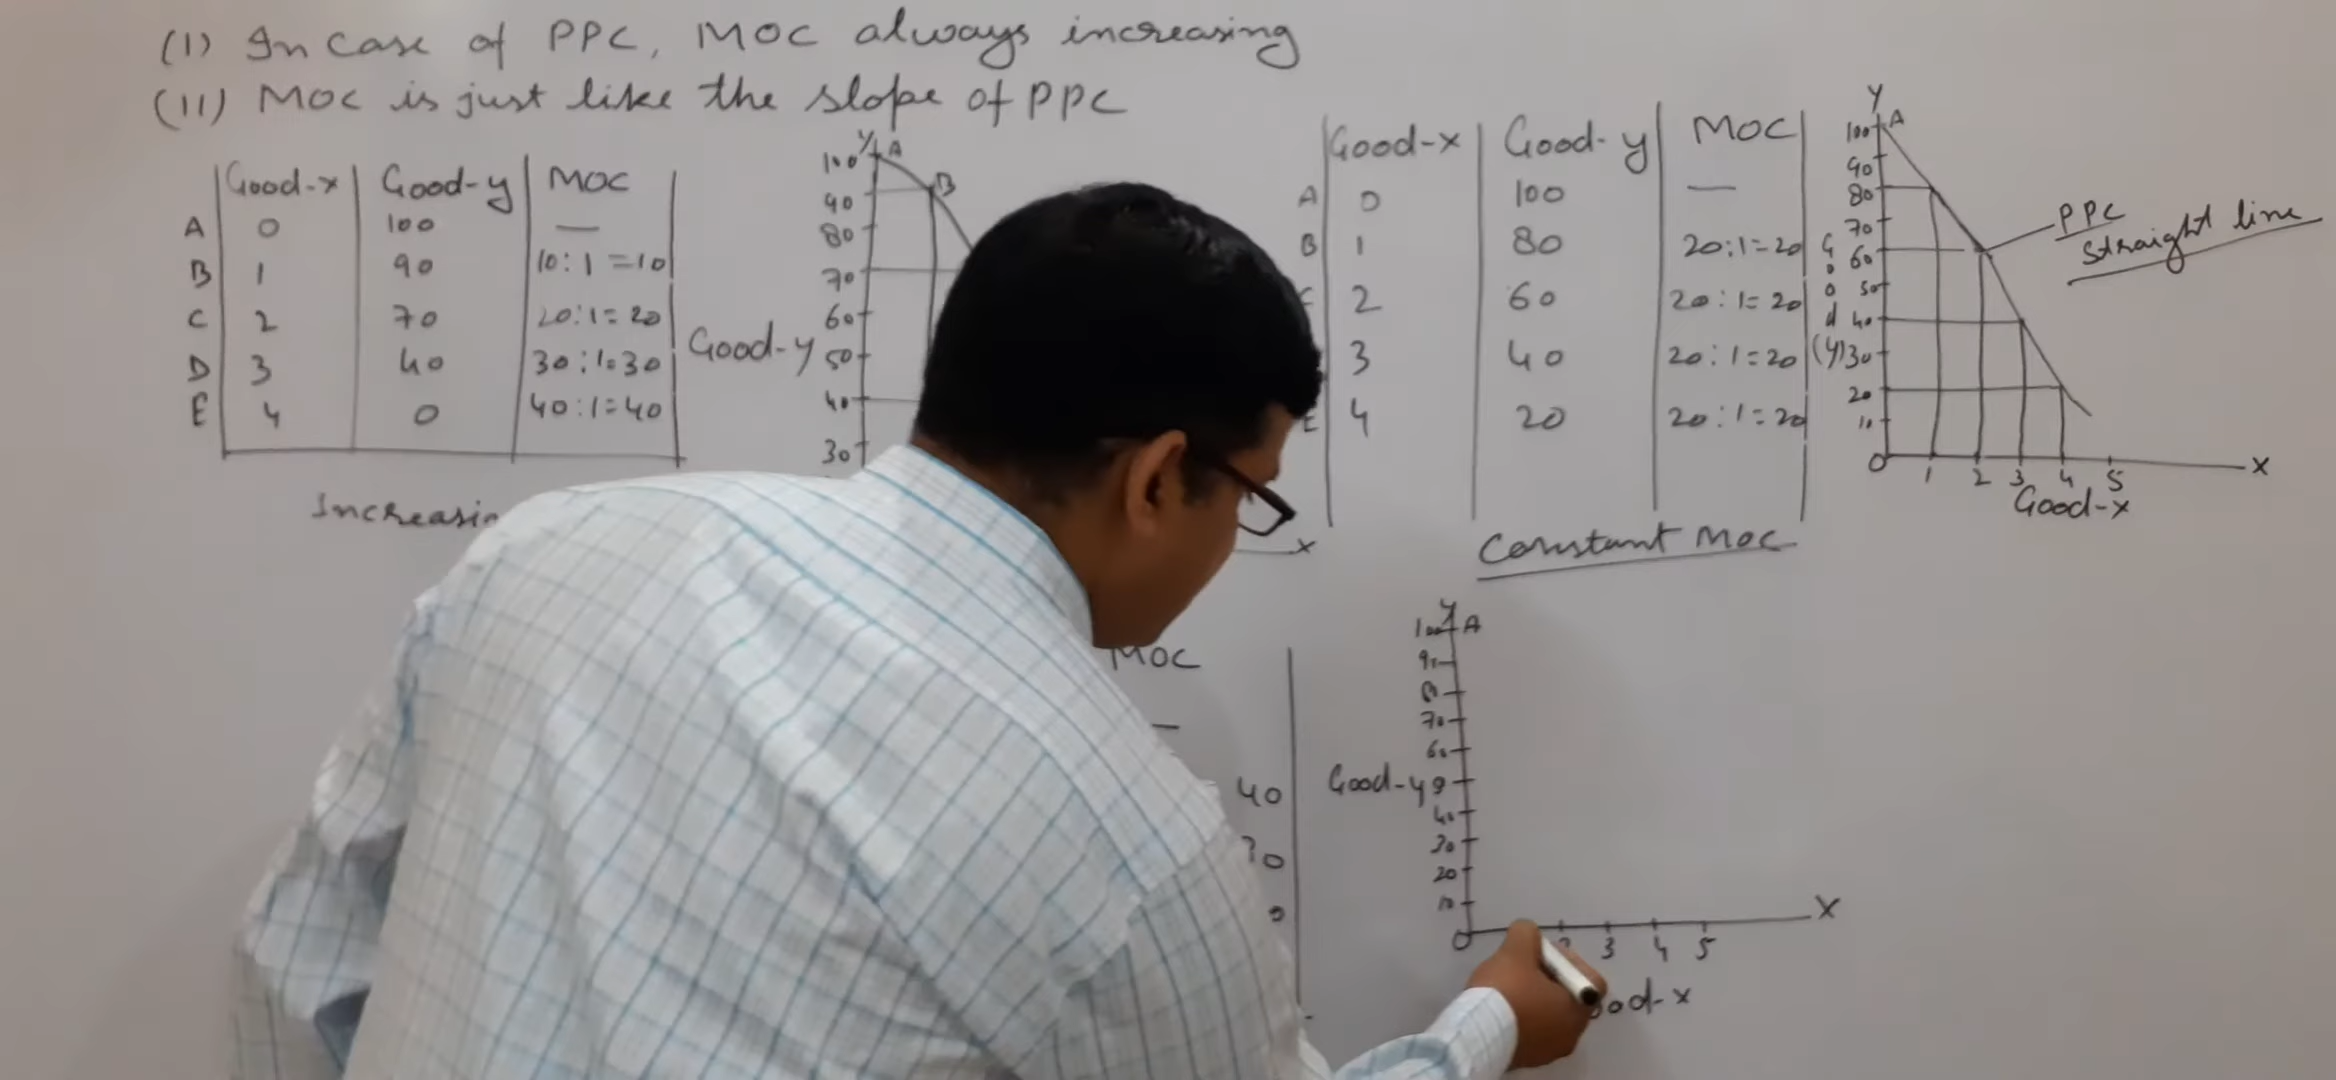 (I) In case of PPC, MOC always increasing
(II) MOC is just like the slope of PPC
Good-x Good-y MOC
A 0 100 —
B 1 90 10:1=10
C 2 70 20:1=20
D 3 40 30:1=30
E 4 0 40:1=40
Y
100 A
90 B
80
70
60
Good-y 50
40
30
X
Good-x Good-y MOC
A 0 100 —
B 1 80 20:1=20
2 60 20:1=20
3 40 20:1=20
E 4 20 20:1=20
Constant MOC
Y
100 A
90
80
70
60
50
40
30
20
10
0 1 2 3 4 5 X
Good (y)
Good-x
PPC
Straight line
MOC
—
40
Y
100 A
70
60
Good-y
40
30
20
10
0 3 4 5 X